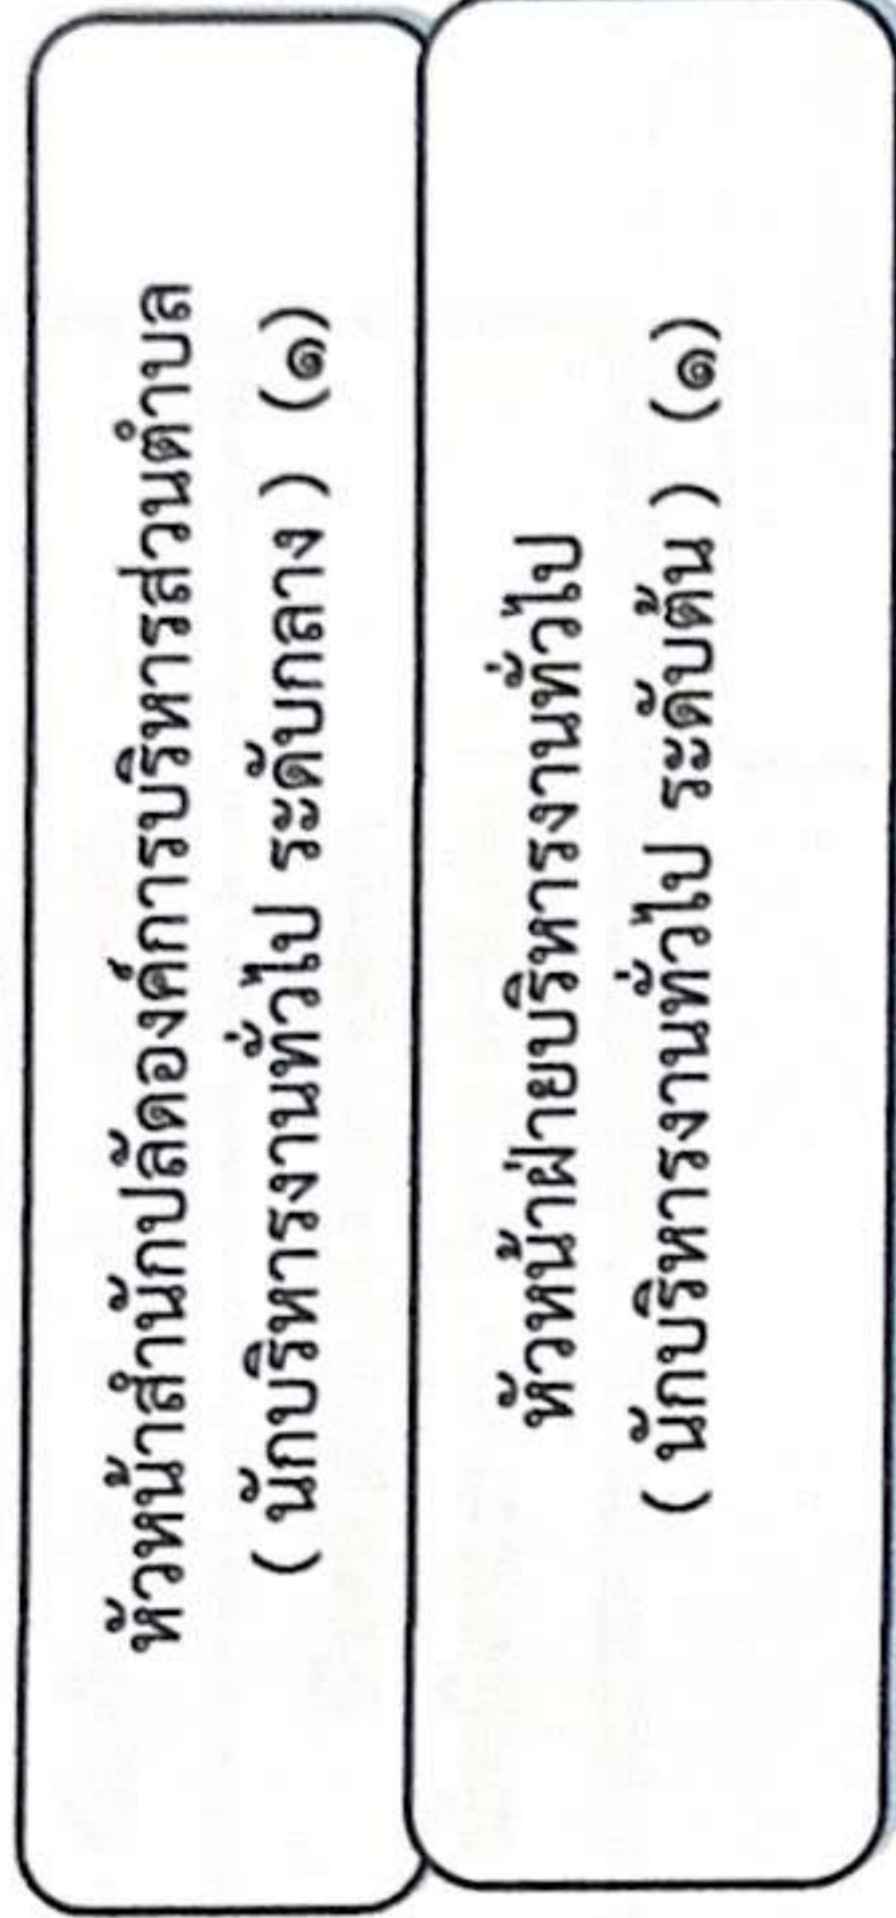 หัวหน้าสำนักปลัดองค์การบริหารส่วนตำบล
( นักบริหารงานทั่วไป ระดับกลาง ) (๑)
หัวหน้าฝ่ายบริหารงานทั่วไป
( นักบริหารงานทั่วไป ระดับต้น ) (๑)